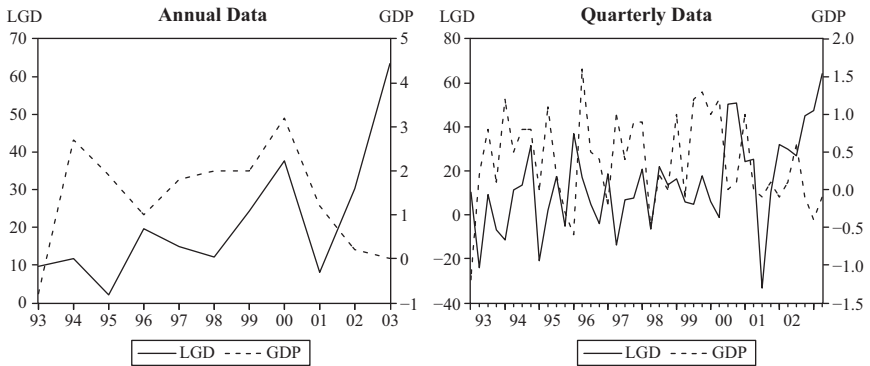 LGD Annual Data GDP
70 60 50 40 30 20 10 0
5 4 3 2 1 0 −1
93 94 95 96 97 98 99 00 01 02 03
LGD GDP
LGD Quarterly Data GDP
80 60 40 20 0 −20 −40
2.0 1.5 1.0 0.5 0.0 −0.5 −1.0 −1.5
93 94 95 96 97 98 99 00 01 02
LGD GDP